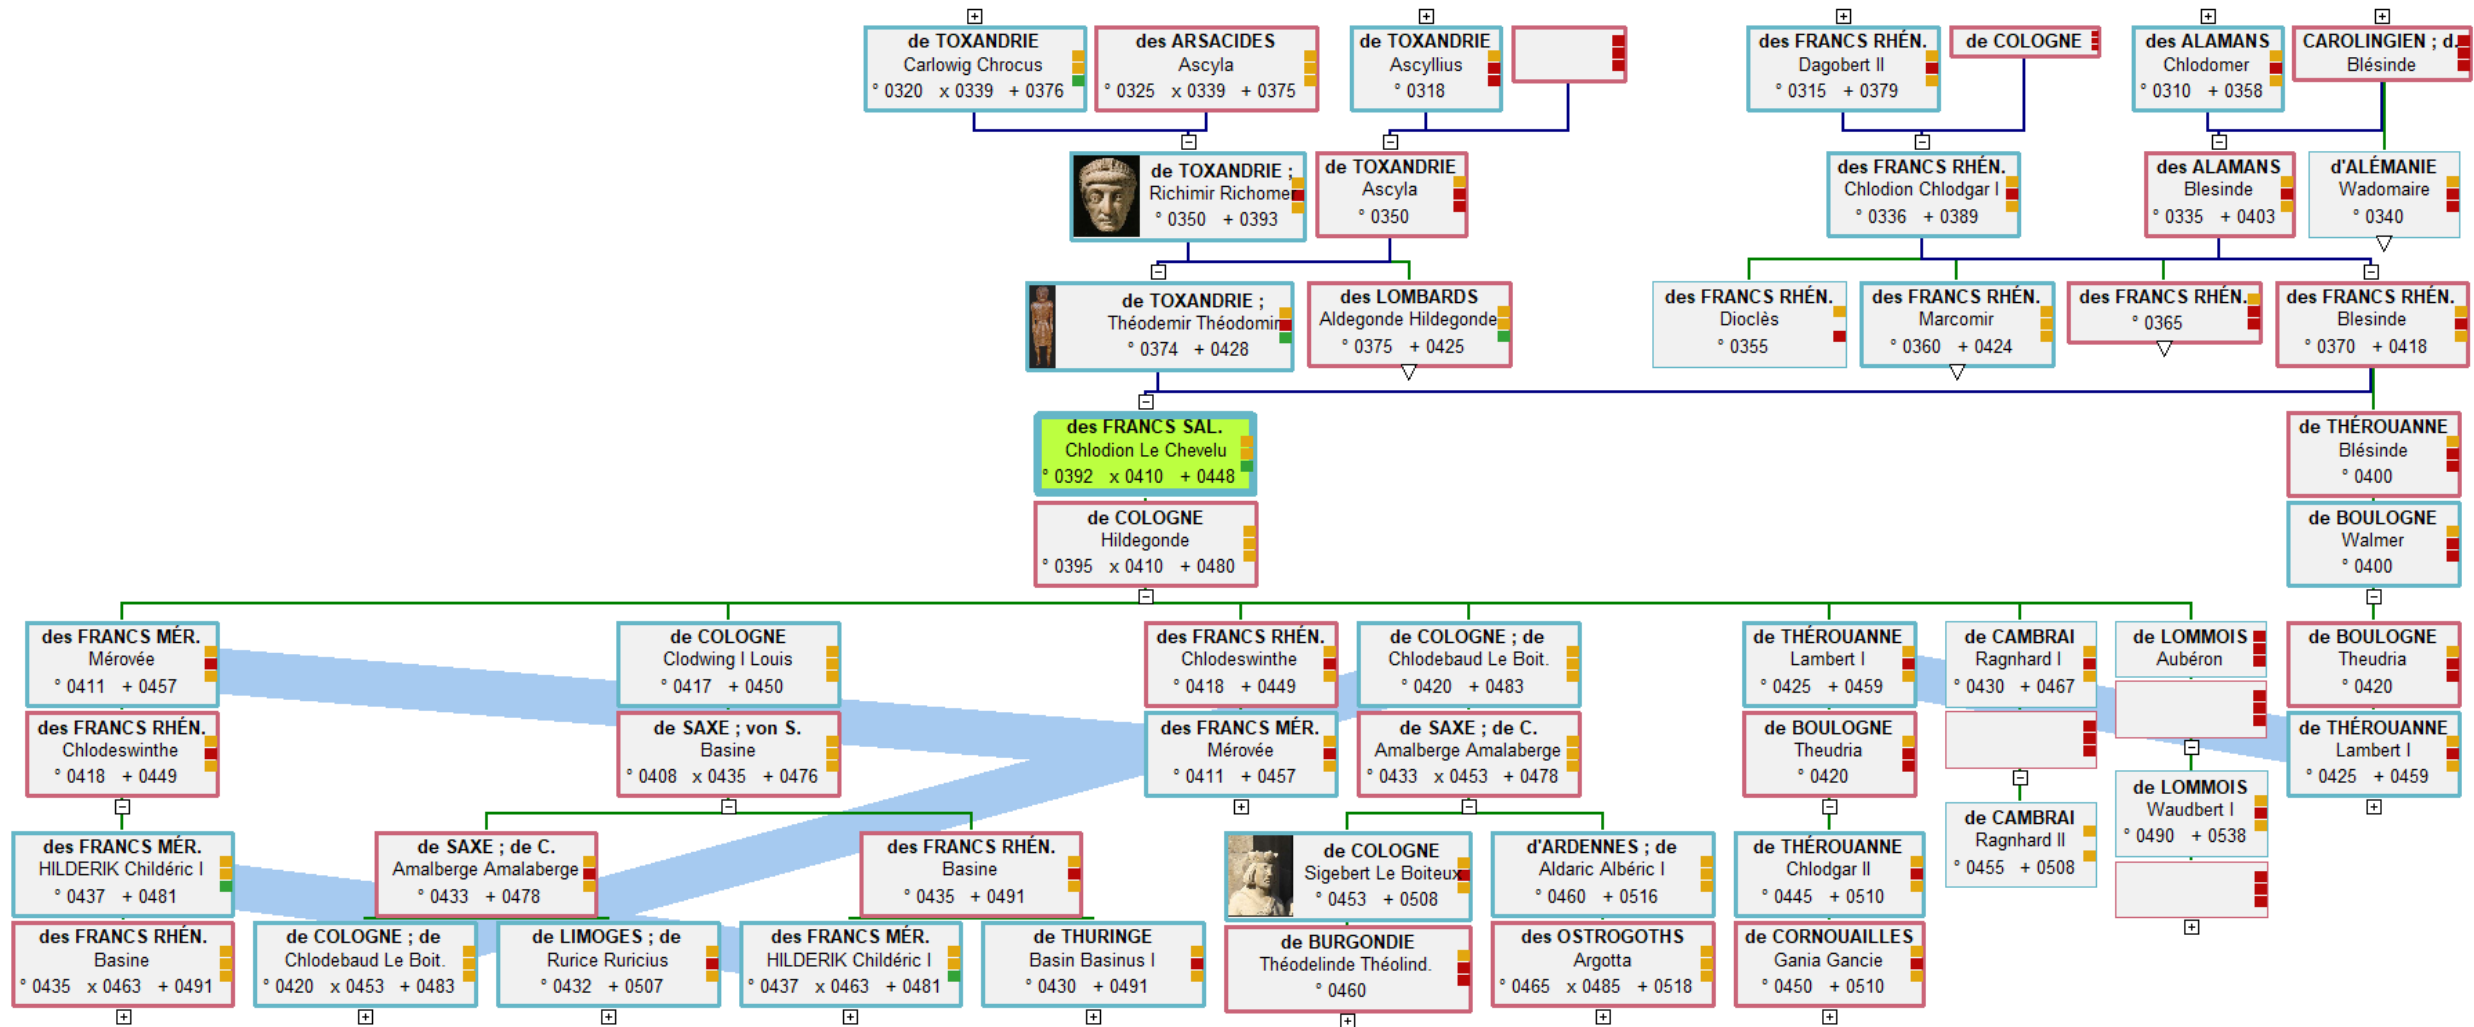 de TOXANDRIE
Carlowig Chrocus
° 0320 x 0339 + 0376
des ARSACIDES
Ascyla
° 0325 x 0339 + 0375
de TOXANDRIE
Ascyllius
° 0318
des FRANCS RHÉN.
Dagobert II
° 0315 + 0379
de COLOGNE
des ALAMANS
Chlodomer
° 0310 + 0358
CAROLINGIEN ; d.
Blésinde
de TOXANDRIE ;
Richimir Richomer
° 0350 + 0393
de TOXANDRIE
Ascyla
° 0350
des FRANCS RHÉN.
Chlodion Chlodgar I
° 0336 + 0389
des ALAMANS
Blesinde
° 0335 + 0403
d'ALÉMANIE
Wadomaire
° 0340
de TOXANDRIE ;
Théodemir Théodomir
° 0374 + 0428
des LOMBARDS
Aldegonde Hildegonde
° 0375 + 0425
des FRANCS RHÉN.
Dioclès
° 0355
des FRANCS RHÉN.
Marcomir
° 0360 + 0424
des FRANCS RHÉN.
° 0365
des FRANCS RHÉN.
Blesinde
° 0370 + 0418
des FRANCS SAL.
Chlodion Le Chevelu
° 0392 x 0410 + 0448
de THÉROUANNE
Blésinde
° 0400
de COLOGNE
Hildegonde
° 0395 x 0410 + 0480
de BOULOGNE
Walmer
° 0400
des FRANCS MÉR.
Mérovée
° 0411 + 0457
de COLOGNE
Clodwing I Louis
° 0417 + 0450
des FRANCS RHÉN.
Chlodeswinthe
° 0418 + 0449
de COLOGNE ; de
Chlodebaud Le Boit.
° 0420 + 0483
de THÉROUANNE
Lambert I
° 0425 + 0459
de CAMBRAI
Ragnhard I
° 0430 + 0467
de LOMMOIS
Aubéron
de BOULOGNE
Theudria
° 0420
des FRANCS RHÉN.
Chlodeswinthe
° 0418 + 0449
de SAXE ; von S.
Basine
° 0408 x 0435 + 0476
des FRANCS MÉR.
Mérovée
° 0411 + 0457
de SAXE ; de C.
Amalberge Amalaberge
° 0433 x 0453 + 0478
de BOULOGNE
Theudria
° 0420
de THÉROUANNE
Lambert I
° 0425 + 0459
de LOMMOIS
Waudbert I
° 0490 + 0538
des FRANCS MÉR.
HILDERIK Childéric I
° 0437 + 0481
de SAXE ; de C.
Amalberge Amalaberge
° 0433 + 0478
des FRANCS RHÉN.
Basine
° 0435 + 0491
de COLOGNE
Sigebert Le Boiteux
° 0453 + 0508
d'ARDENNES ; de
Aldaric Albéric I
° 0460 + 0516
de THÉROUANNE
Chlodgar II
° 0445 + 0510
de CAMBRAI
Ragnhard II
° 0455 + 0508
des FRANCS RHÉN.
Basine
° 0435 x 0463 + 0491
de COLOGNE ; de
Chlodebaud Le Boit.
° 0420 x 0453 + 0483
de LIMOGES ; de
Rurice Ruricius
° 0432 + 0507
des FRANCS MÉR.
HILDERIK Childéric I
° 0437 x 0463 + 0481
de THURINGE
Basin Basinus I
° 0430 + 0491
de BURGONDIE
Théodelinde Théolind.
° 0460
des OSTROGOTHS
Argotta
° 0465 x 0485 + 0518
de CORNOUAILLES
Gania Gancie
° 0450 + 0510